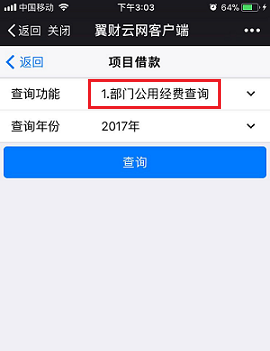 中国移动 下午3:03 64%
返回 关闭 翼财云网客户端
返回 项目借款
查询功能 1.部门公用经费查询
查询年份 2017年
查询